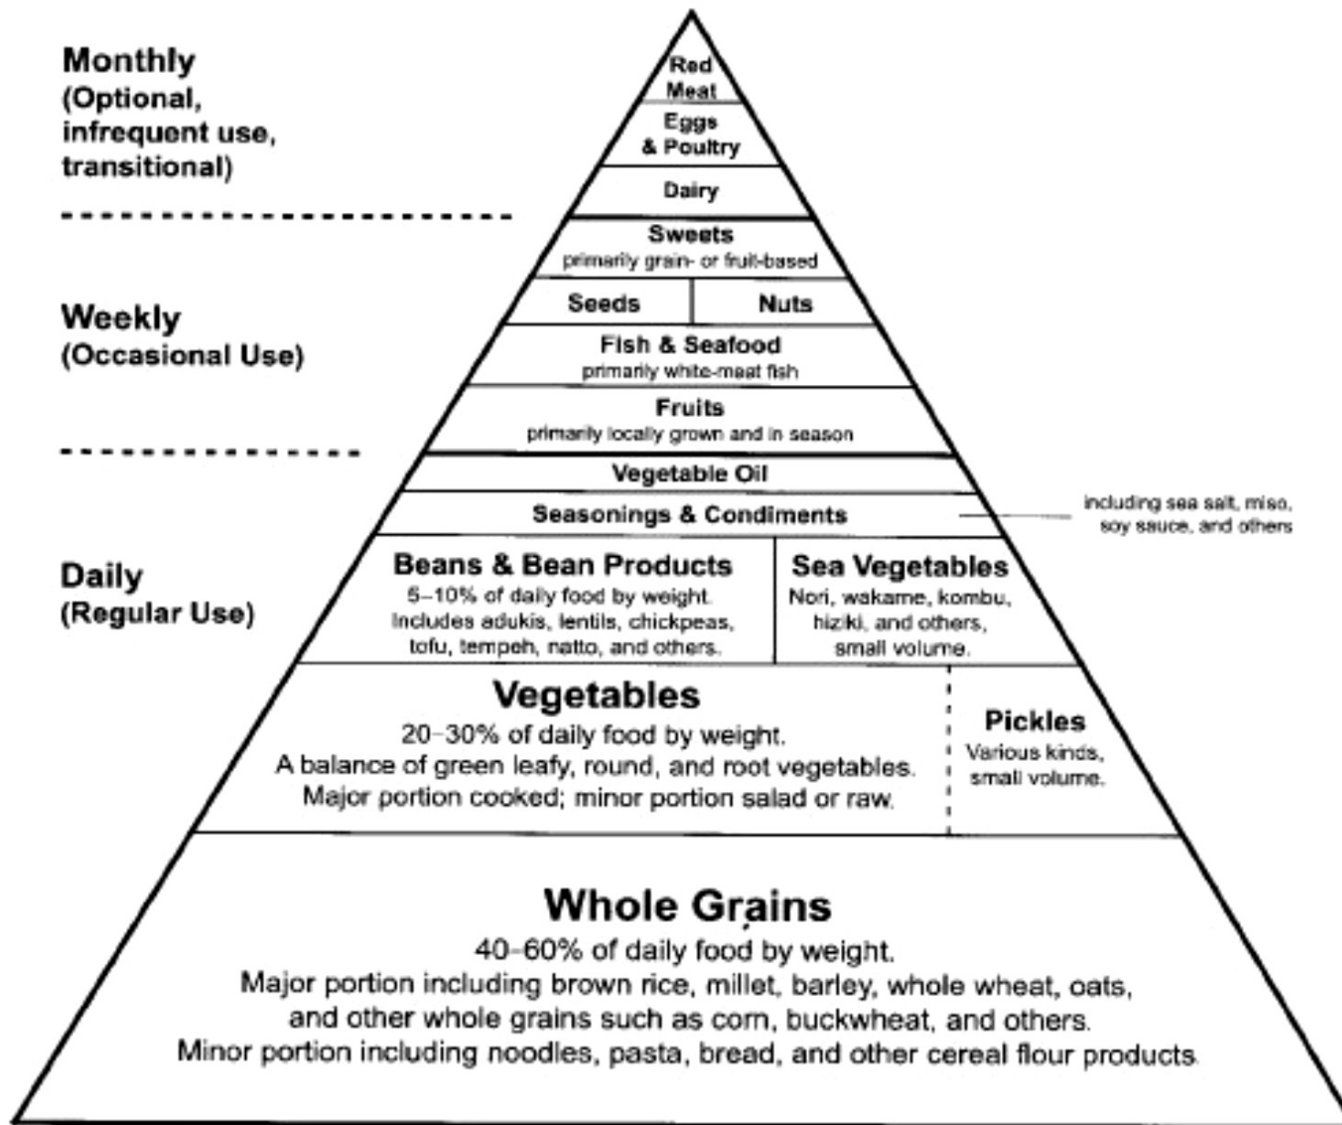 Monthly
(Optional,
infrequent use,
transitional)
Weekly
(Occasional Use)
Daily
(Regular Use)
Red
Meat
Eggs
& Poultry
Dairy
Sweets
primarily grain- or fruit-based
Seeds
Nuts
Fish & Seafood
primarily white-meat fish
Fruits
primarily locally grown and in season
Vegetable Oil
Seasonings & Condiments
including sea salt, miso,
soy sauce, and others
Beans & Bean Products
5–10% of daily food by weight.
Includes adukis, lentils, chickpeas,
tofu, tempeh, natto, and others.
Sea Vegetables
Nori, wakame, kombu,
hiziki, and others,
small volume.
Vegetables
20–30% of daily food by weight.
A balance of green leafy, round, and root vegetables.
Major portion cooked; minor portion salad or raw.
Pickles
Various kinds,
small volume.
Whole Grains
40–60% of daily food by weight.
Major portion including brown rice, millet, barley, whole wheat, oats,
and other whole grains such as corn, buckwheat, and others.
Minor portion including noodles, pasta, bread, and other cereal flour products.